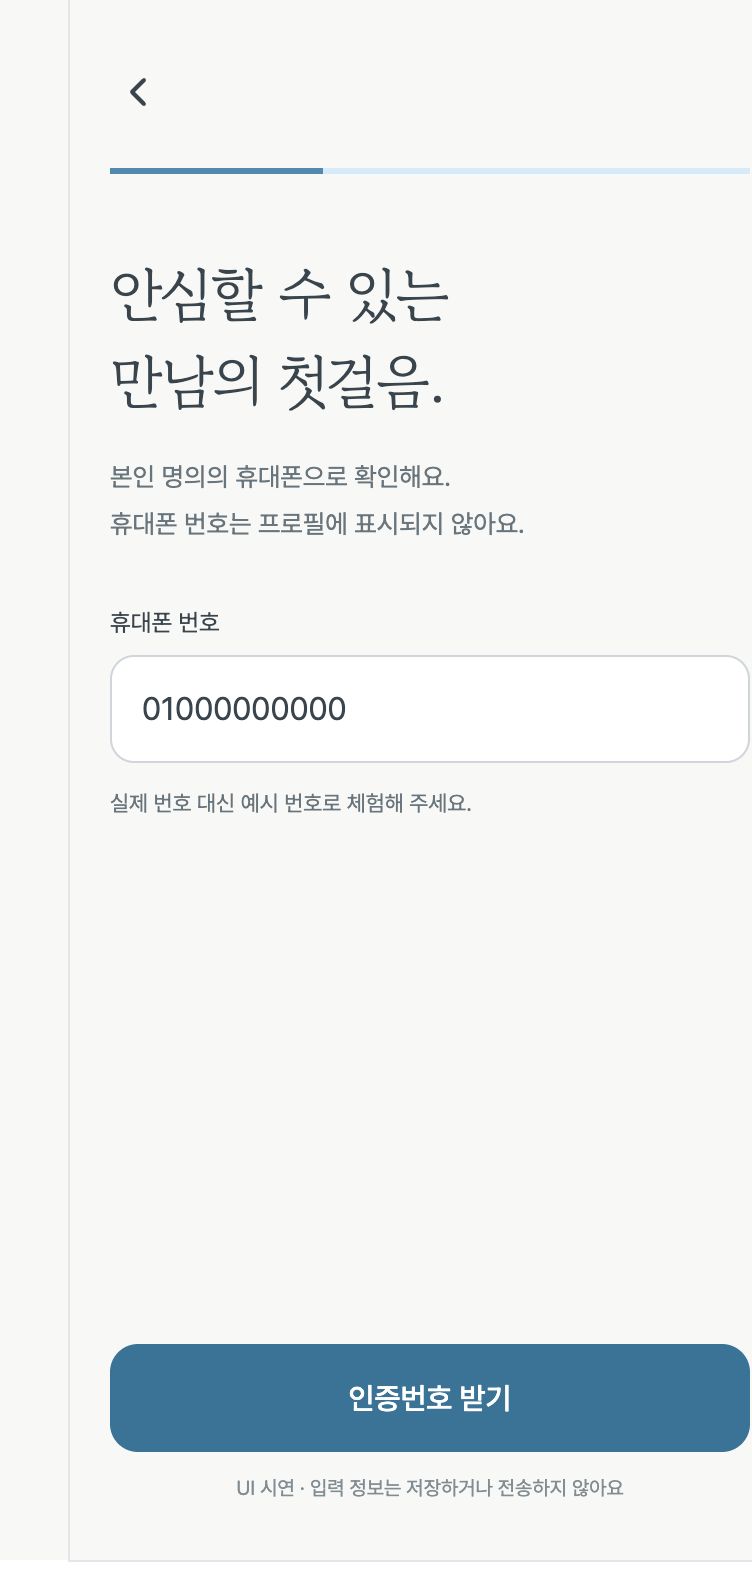 안심할 수 있는
만남의 첫걸음.
본인 명의의 휴대폰으로 확인해요.
휴대폰 번호는 프로필에 표시되지 않아요.
휴대폰 번호
01000000000
실제 번호 대신 예시 번호로 체험해 주세요.
인증번호 받기
UI 시연 · 입력 정보는 저장하거나 전송하지 않아요